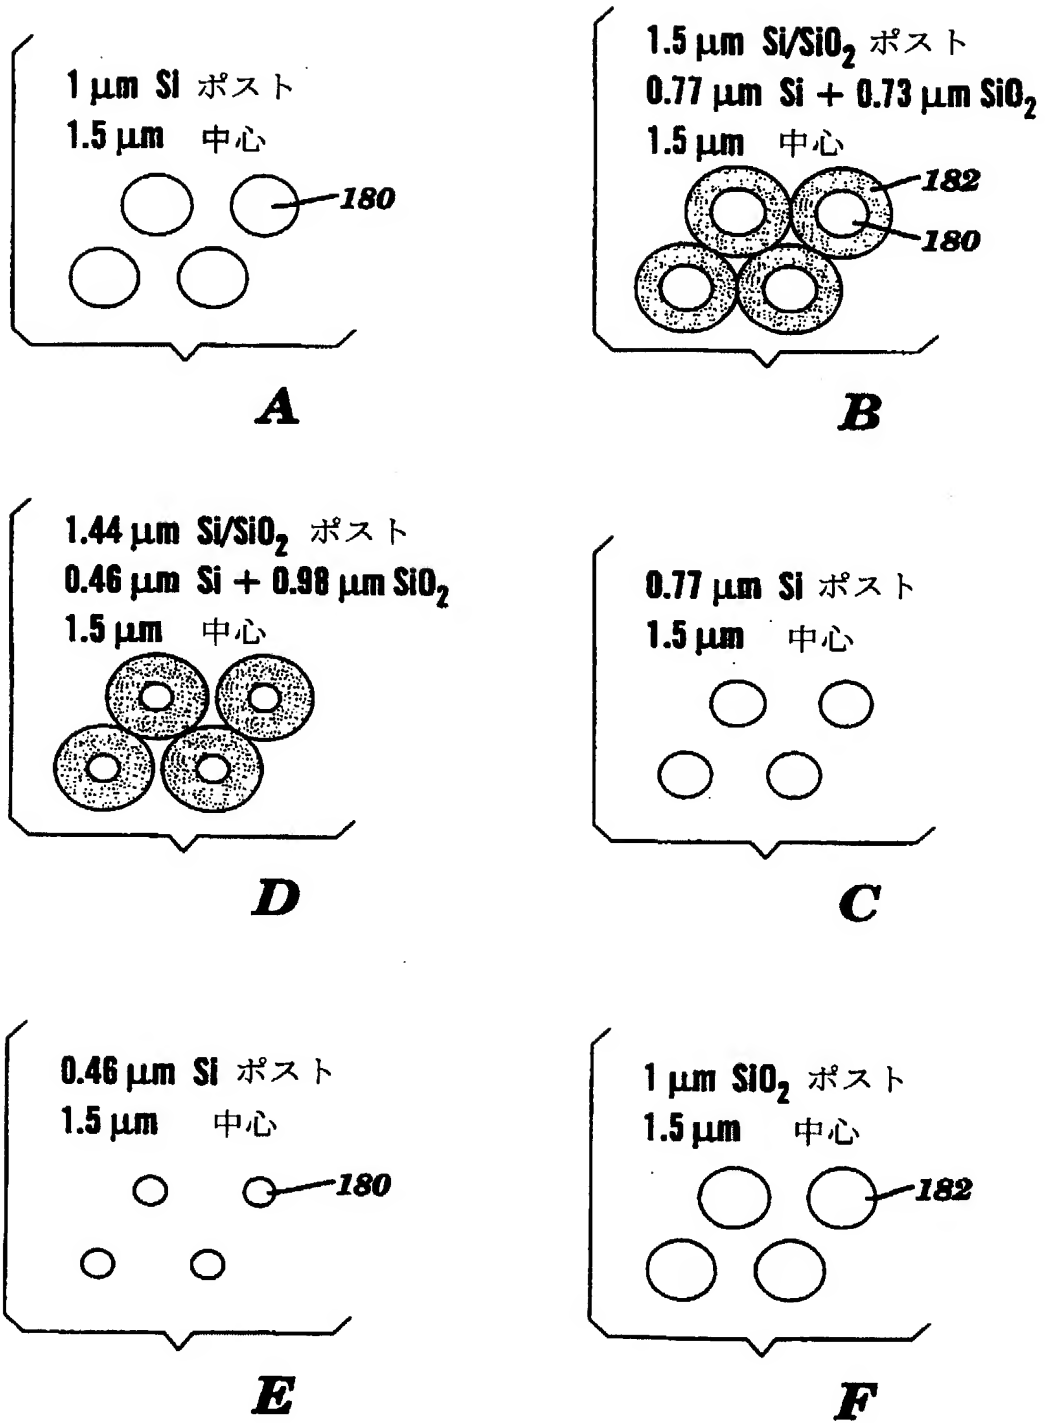 1 μm Si ポスト
1.5 μm 中心
180
A
1.5 μm Si/SiO₂ ポスト
0.77 μm Si + 0.73 μm SiO₂
1.5 μm 中心
182
180
B
1.44 μm Si/SiO₂ ポスト
0.46 μm Si + 0.98 μm SiO₂
1.5 μm 中心
D
0.77 μm Si ポスト
1.5 μm 中心
C
0.46 μm Si ポスト
1.5 μm 中心
180
E
1 μm SiO₂ ポスト
1.5 μm 中心
182
F